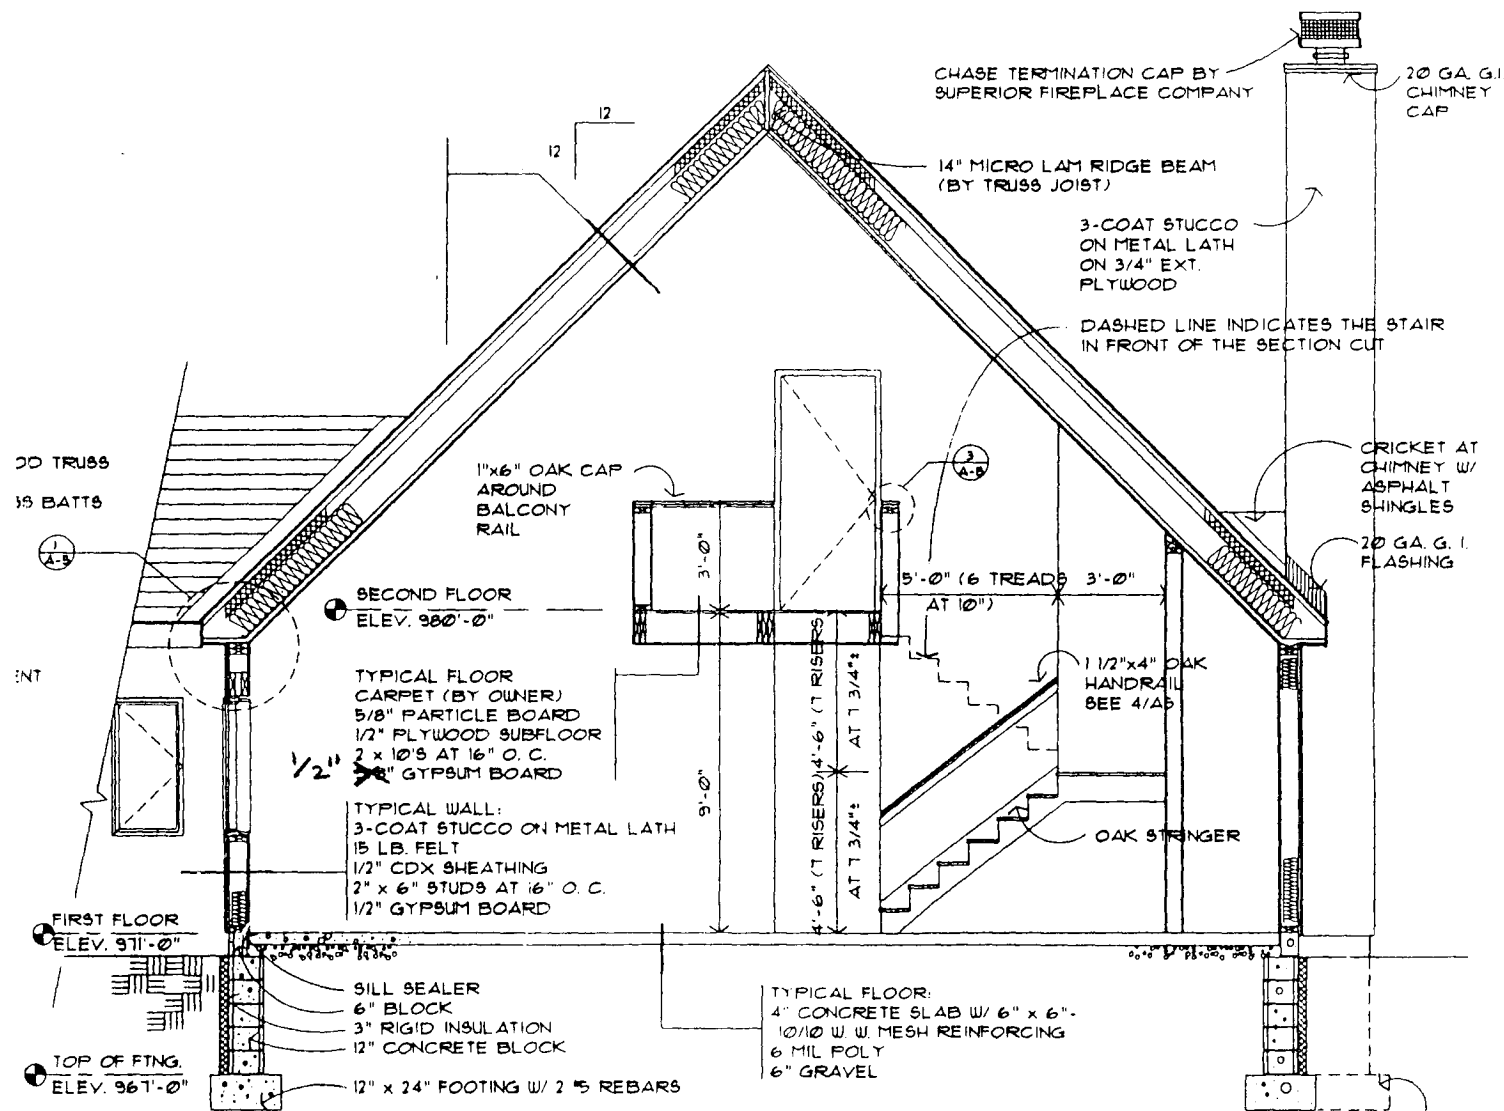 CHASE TERMINATION CAP BY
SUPERIOR FIREPLACE COMPANY
20 GA. G.I.
CHIMNEY
CAP
12
12
14" MICRO LAM RIDGE BEAM
(BY TRUSS JOIST)
3-COAT STUCCO
ON METAL LATH
ON 3/4" EXT.
PLYWOOD
DASHED LINE INDICATES THE STAIR
IN FRONT OF THE SECTION CUT
TRUSS
BATTS
1
A-5
1"x6" OAK CAP
AROUND
BALCONY
RAIL
3
A-8
CRICKET AT
CHIMNEY W/
ASPHALT
SHINGLES
20 GA. G. I.
FLASHING
3'-0"
5'-0" (6 TREADS
AT 10")
3'-0"
SECOND FLOOR
ELEV. 980'-0"
TYPICAL FLOOR
CARPET (BY OWNER)
5/8" PARTICLE BOARD
1/2" PLYWOOD SUBFLOOR
2 x 10'S AT 16" O. C.
1/2" GYPSUM BOARD
1 1/2"x4" OAK
HANDRAIL
SEE 4/A5
9'-0"
4'-6" (7 RISERS)
AT 7 3/4"±
4'-6" (7 RISERS)
AT 7 3/4"±
OAK STRINGER
TYPICAL WALL:
3-COAT STUCCO ON METAL LATH
15 LB. FELT
1/2" CDX SHEATHING
2" x 6" STUDS AT 16" O. C.
1/2" GYPSUM BOARD
FIRST FLOOR
ELEV. 971'-0"
SILL SEALER
6" BLOCK
3" RIGID INSULATION
12" CONCRETE BLOCK
12" x 24" FOOTING W/ 2 #5 REBARS
TOP OF FTNG.
ELEV. 967'-0"
TYPICAL FLOOR:
4" CONCRETE SLAB W/ 6" x 6"-
10/10 W. W. MESH REINFORCING
6 MIL POLY
6" GRAVEL